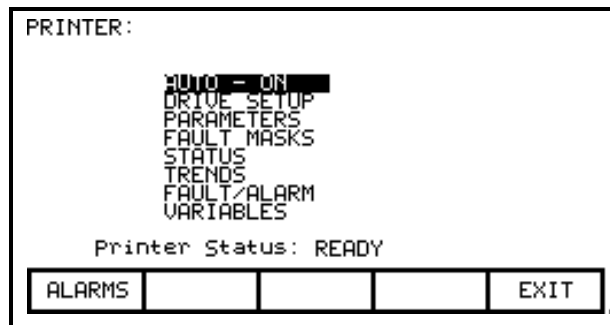 PRINTER:
AUTO - ON
DRIVE SETUP
PARAMETERS
FAULT MASKS
STATUS
TRENDS
FAULT/ALARM
VARIABLES
Printer Status: READY
ALARMS EXIT